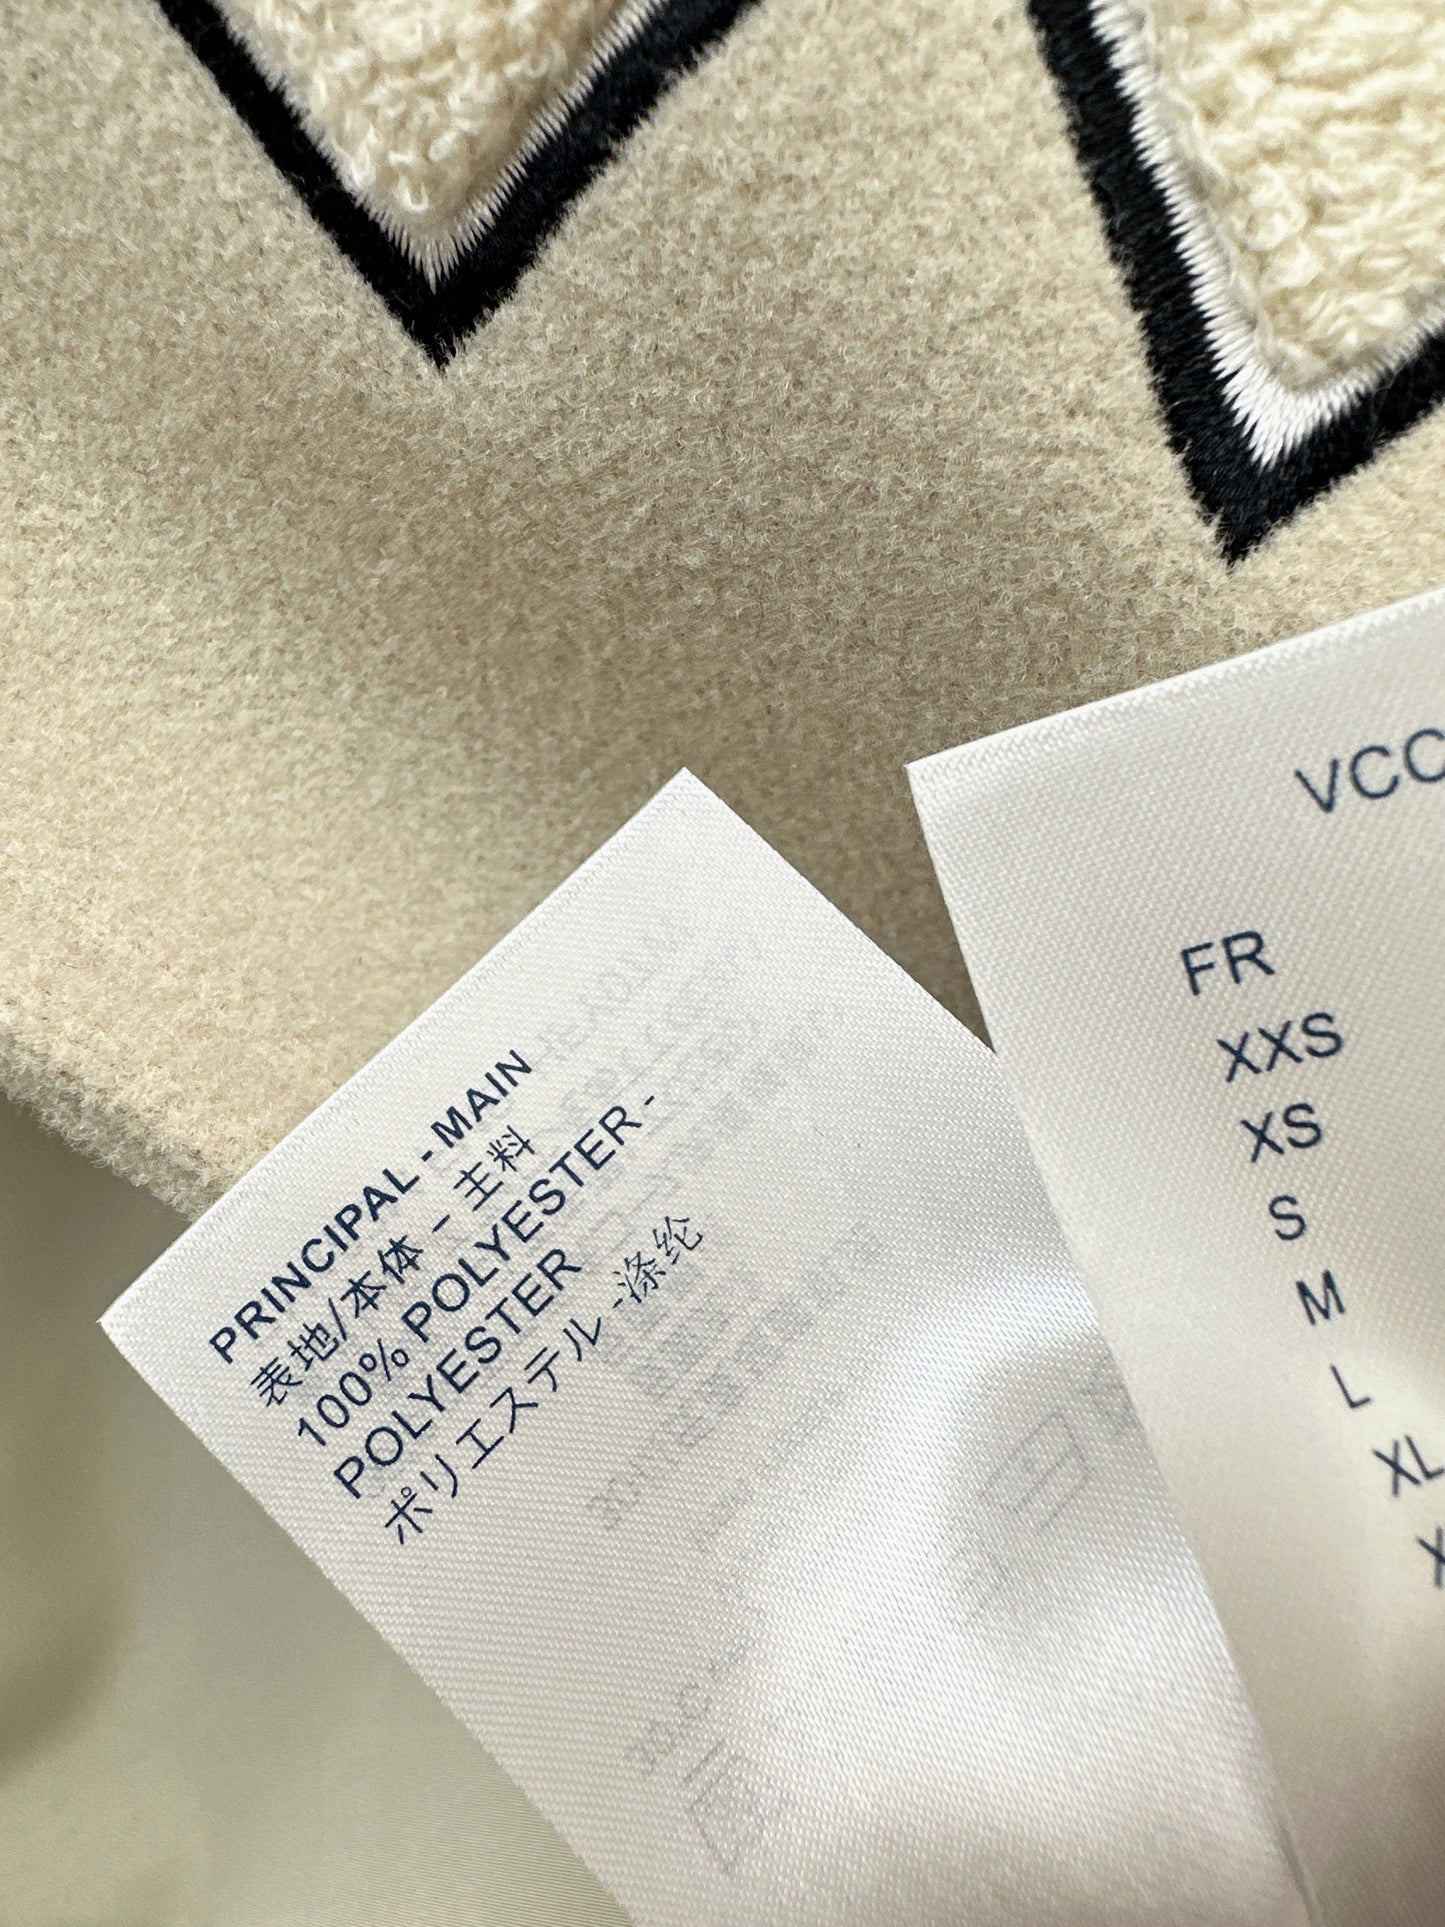 PRINCIPAL - MAIN
表地/本体 - 主料
100% POLYESTER -
POLYESTER
ポリエステル -涤纶
VCC
FR
XXS
XS
S
M
L
XL
X